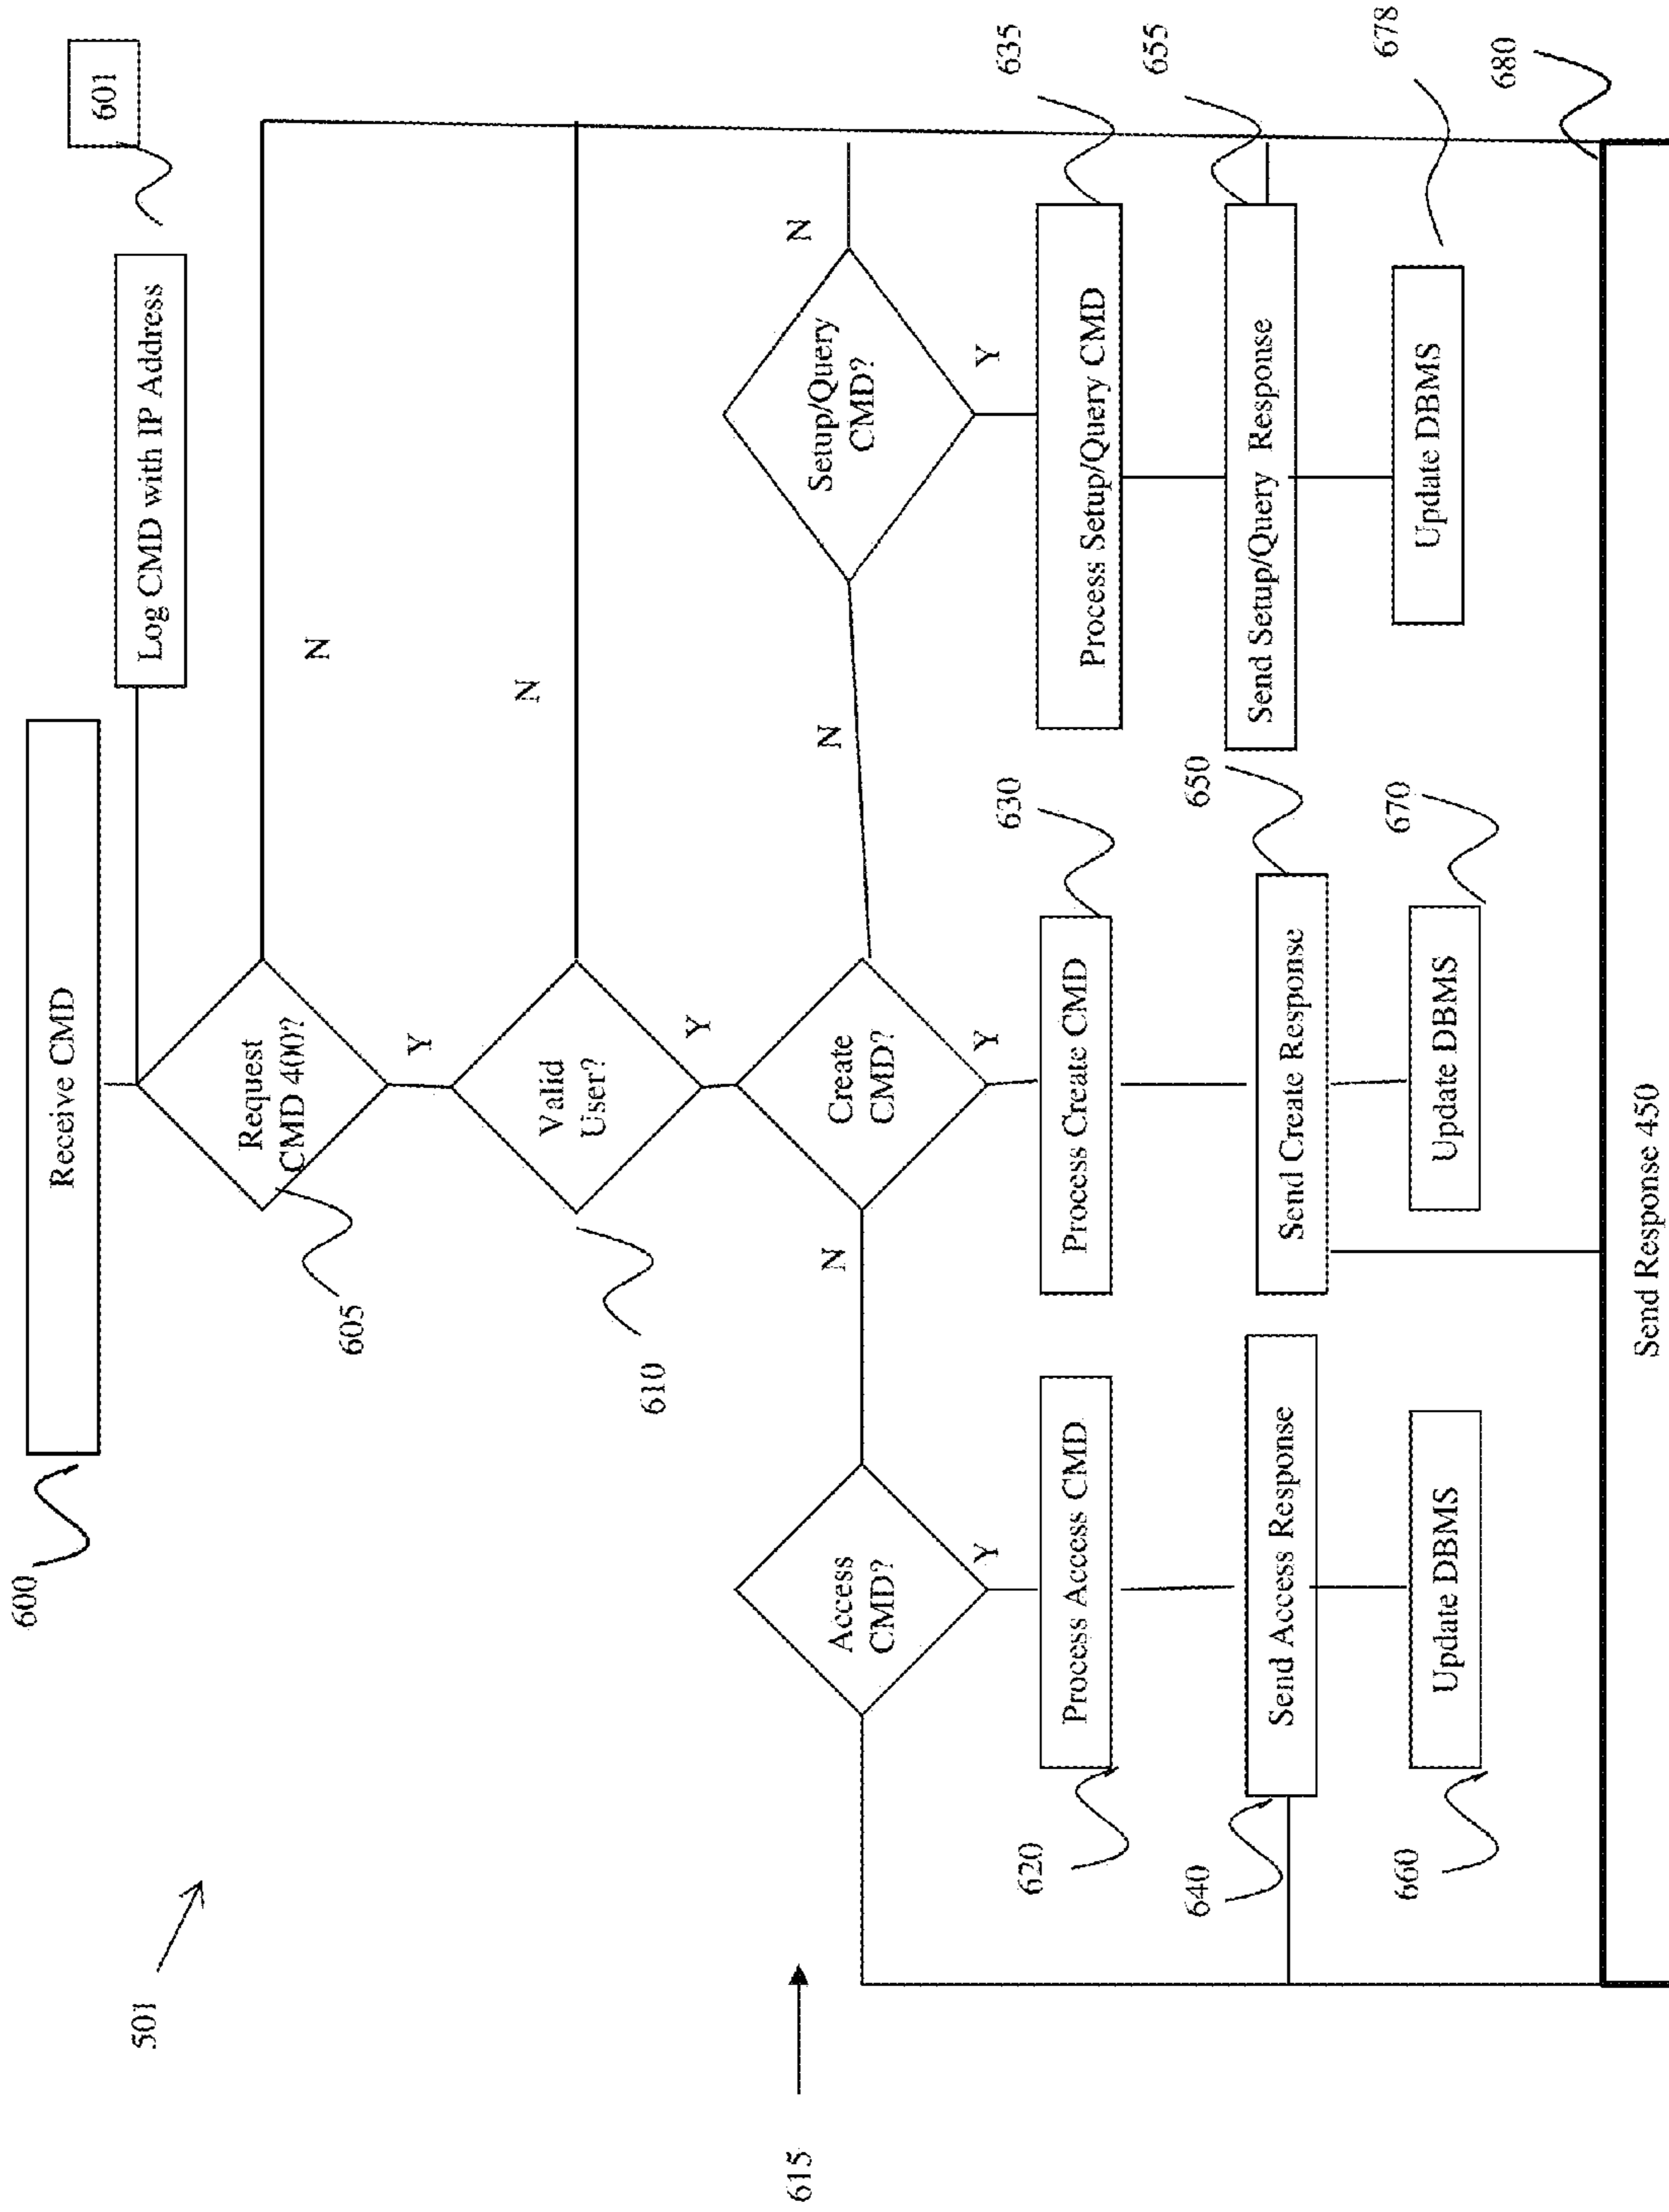 600
Receive CMD
601
Log CMD with IP Address
501
Request
CMD 400?
605
N
Y
Valid
User?
610
N
Y
615
Access
CMD?
N
Create
CMD?
N
Setup/Query
CMD?
N
Y
Y
Y
620
Process Access CMD
630
Process Create CMD
635
Process Setup/Query CMD
640
Send Access Response
650
Send Create Response
655
Send Setup/Query Response
660
Update DBMS
670
Update DBMS
678
Update DBMS
680
Send Response 450